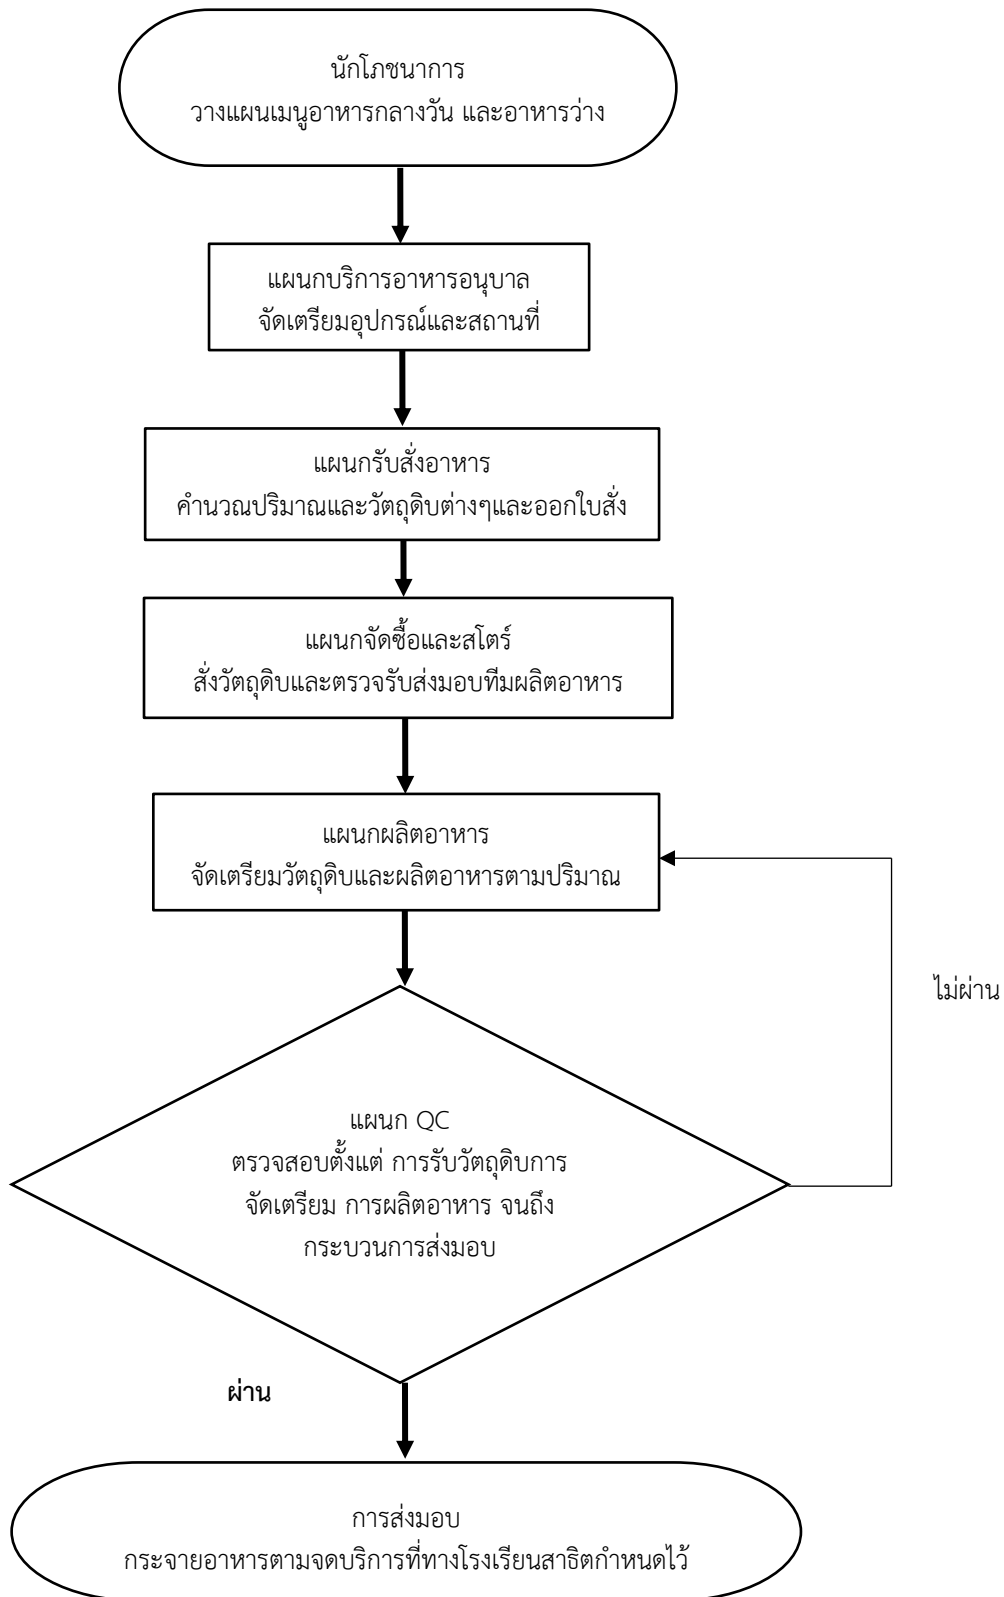 นักโภชนาการ
วางแผนเมนูอาหารกลางวัน และอาหารว่าง
แผนกบริการอาหารอนุบาล
จัดเตรียมอุปกรณ์และสถานที่
แผนกรับสั่งอาหาร
คำนวณปริมาณและวัตถุดิบต่างๆและออกใบสั่ง
แผนกจัดซื้อและสโตร์
สั่งวัตถุดิบและตรวจรับส่งมอบทีมผลิตอาหาร
แผนกผลิตอาหาร
จัดเตรียมวัตถุดิบและผลิตอาหารตามปริมาณ
ไม่ผ่าน
แผนก QC
ตรวจสอบตั้งแต่ การรับวัตถุดิบการ
จัดเตรียม การผลิตอาหาร จนถึง
กระบวนการส่งมอบ
ผ่าน
การส่งมอบ
กระจายอาหารตามจดบริการที่ทางโรงเรียนสาธิตกำหนดไว้